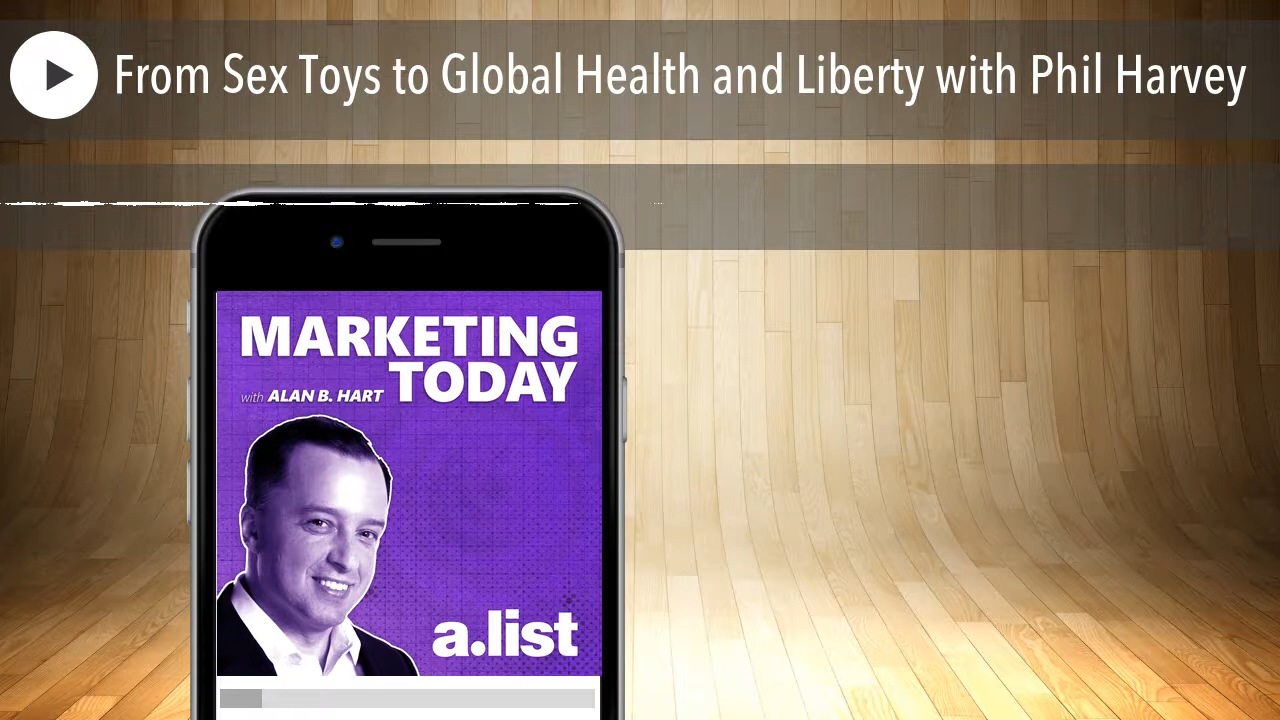 From Sex Toys to Global Health and Liberty with Phil Harvey
MARKETING
TODAY
with ALAN B. HART
a.list